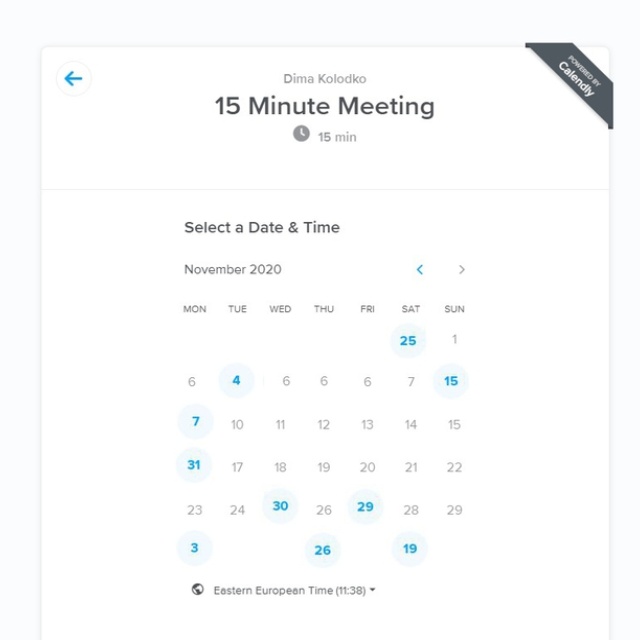 POWERED BY
Calendly
Dima Kolodko
15 Minute Meeting
15 min
Select a Date & Time
November 2020
MON TUE WED THU FRI SAT SUN
25 1
6 4 6 6 6 7 15
7 10 11 12 13 14 15
31 17 18 19 20 21 22
23 24 30 26 29 28 29
3 26 19
Eastern European Time (11:38)